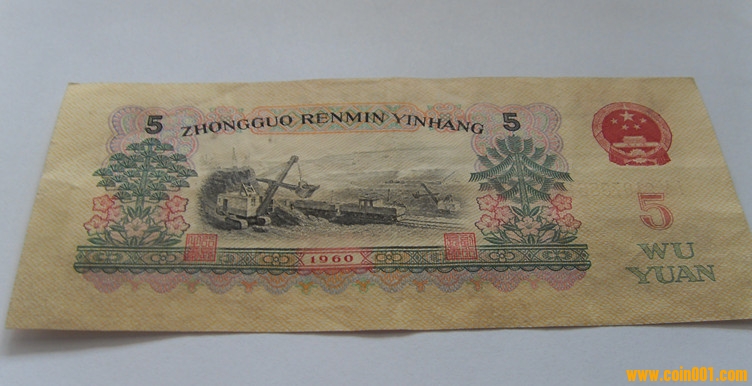 5 ZHONGGUO RENMIN YINHANG 5
5
WU
YUAN
1960
www.coin001.com